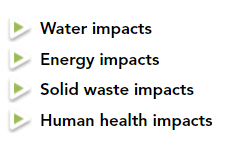 Water impacts
Energy impacts
Solid waste impacts
Human health impacts